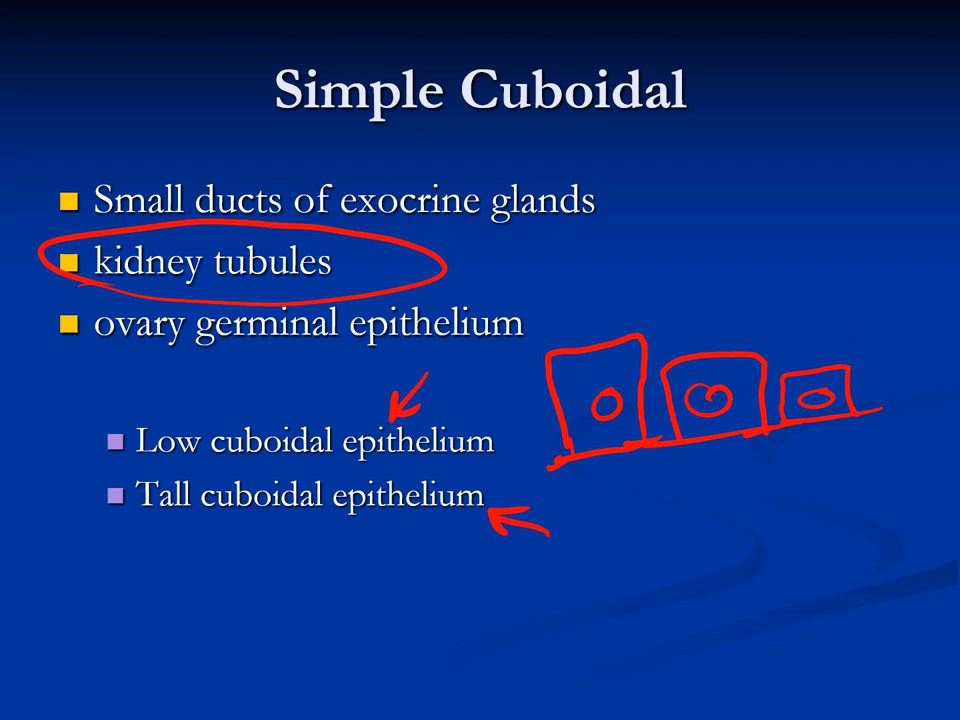 Simple Cuboidal
Small ducts of exocrine glands
kidney tubules
ovary germinal epithelium
Low cuboidal epithelium
Tall cuboidal epithelium